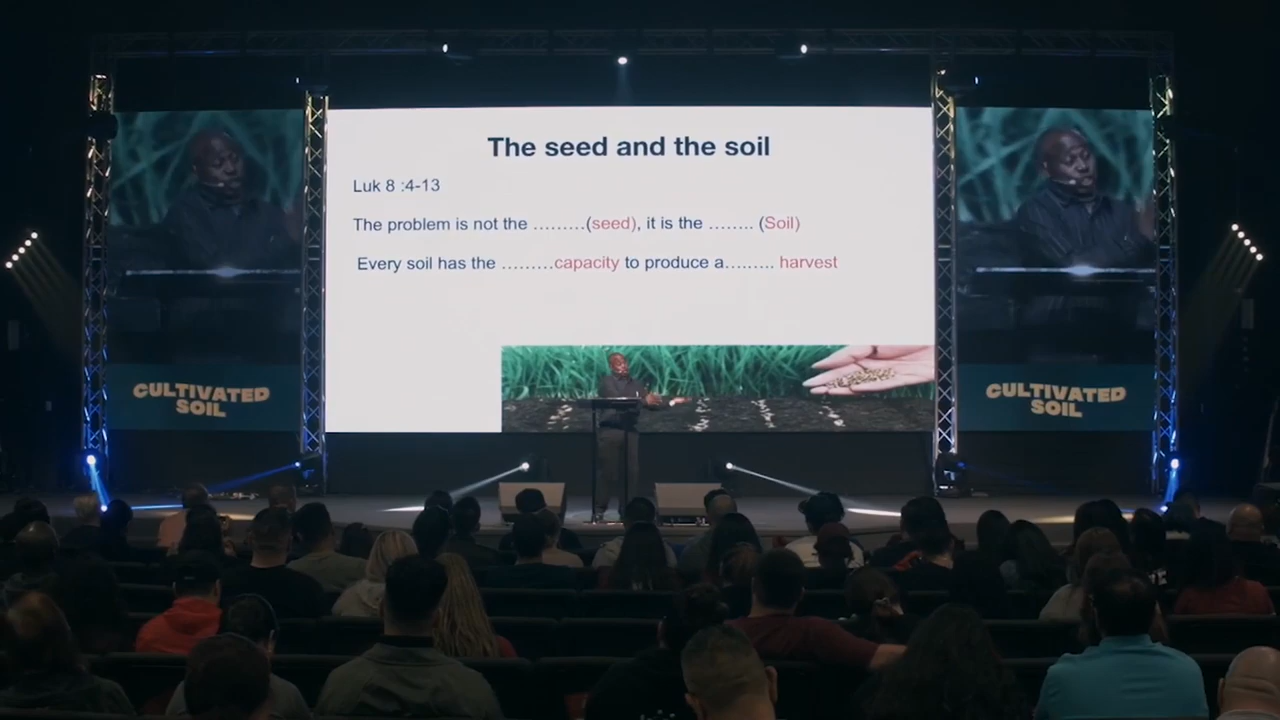 The seed and the soil
Luk 8 :4-13
The problem is not the ………(seed), it is the …….. (Soil)
Every soil has the ………capacity to produce a……… harvest
CULTIVATED
SOIL
CULTIVATED
SOIL